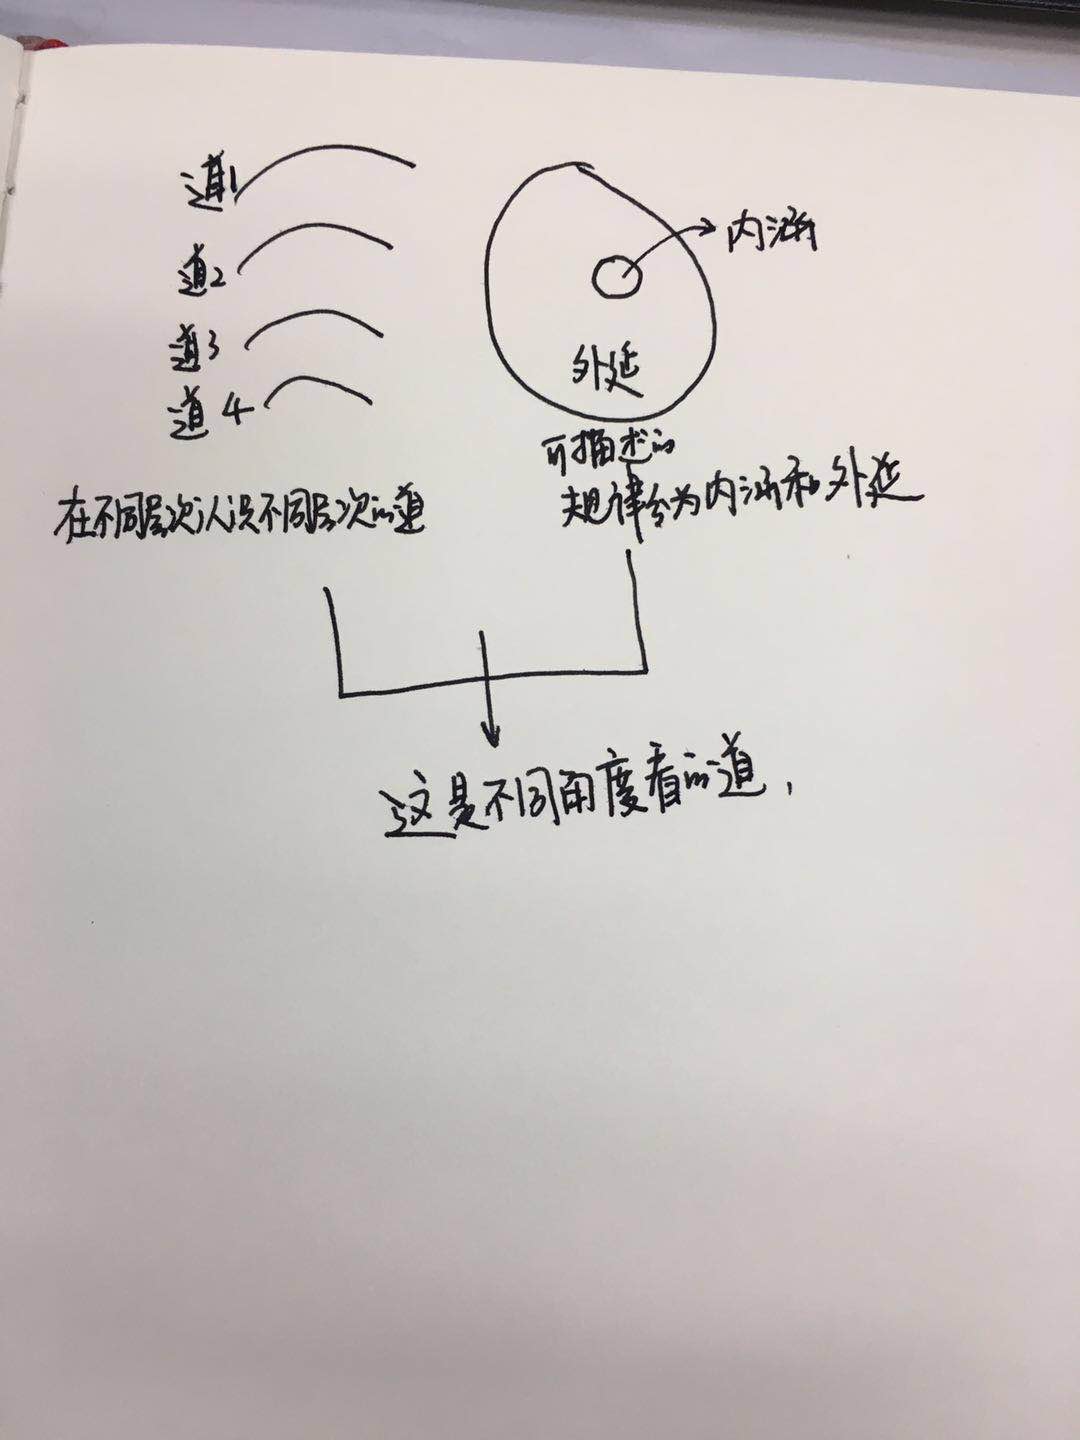 道1
道2
道3
道4
在不同层次认识不同层次的道
内涵
外延
可描述的
规律分为内涵和外延
这是不同角度看的道,